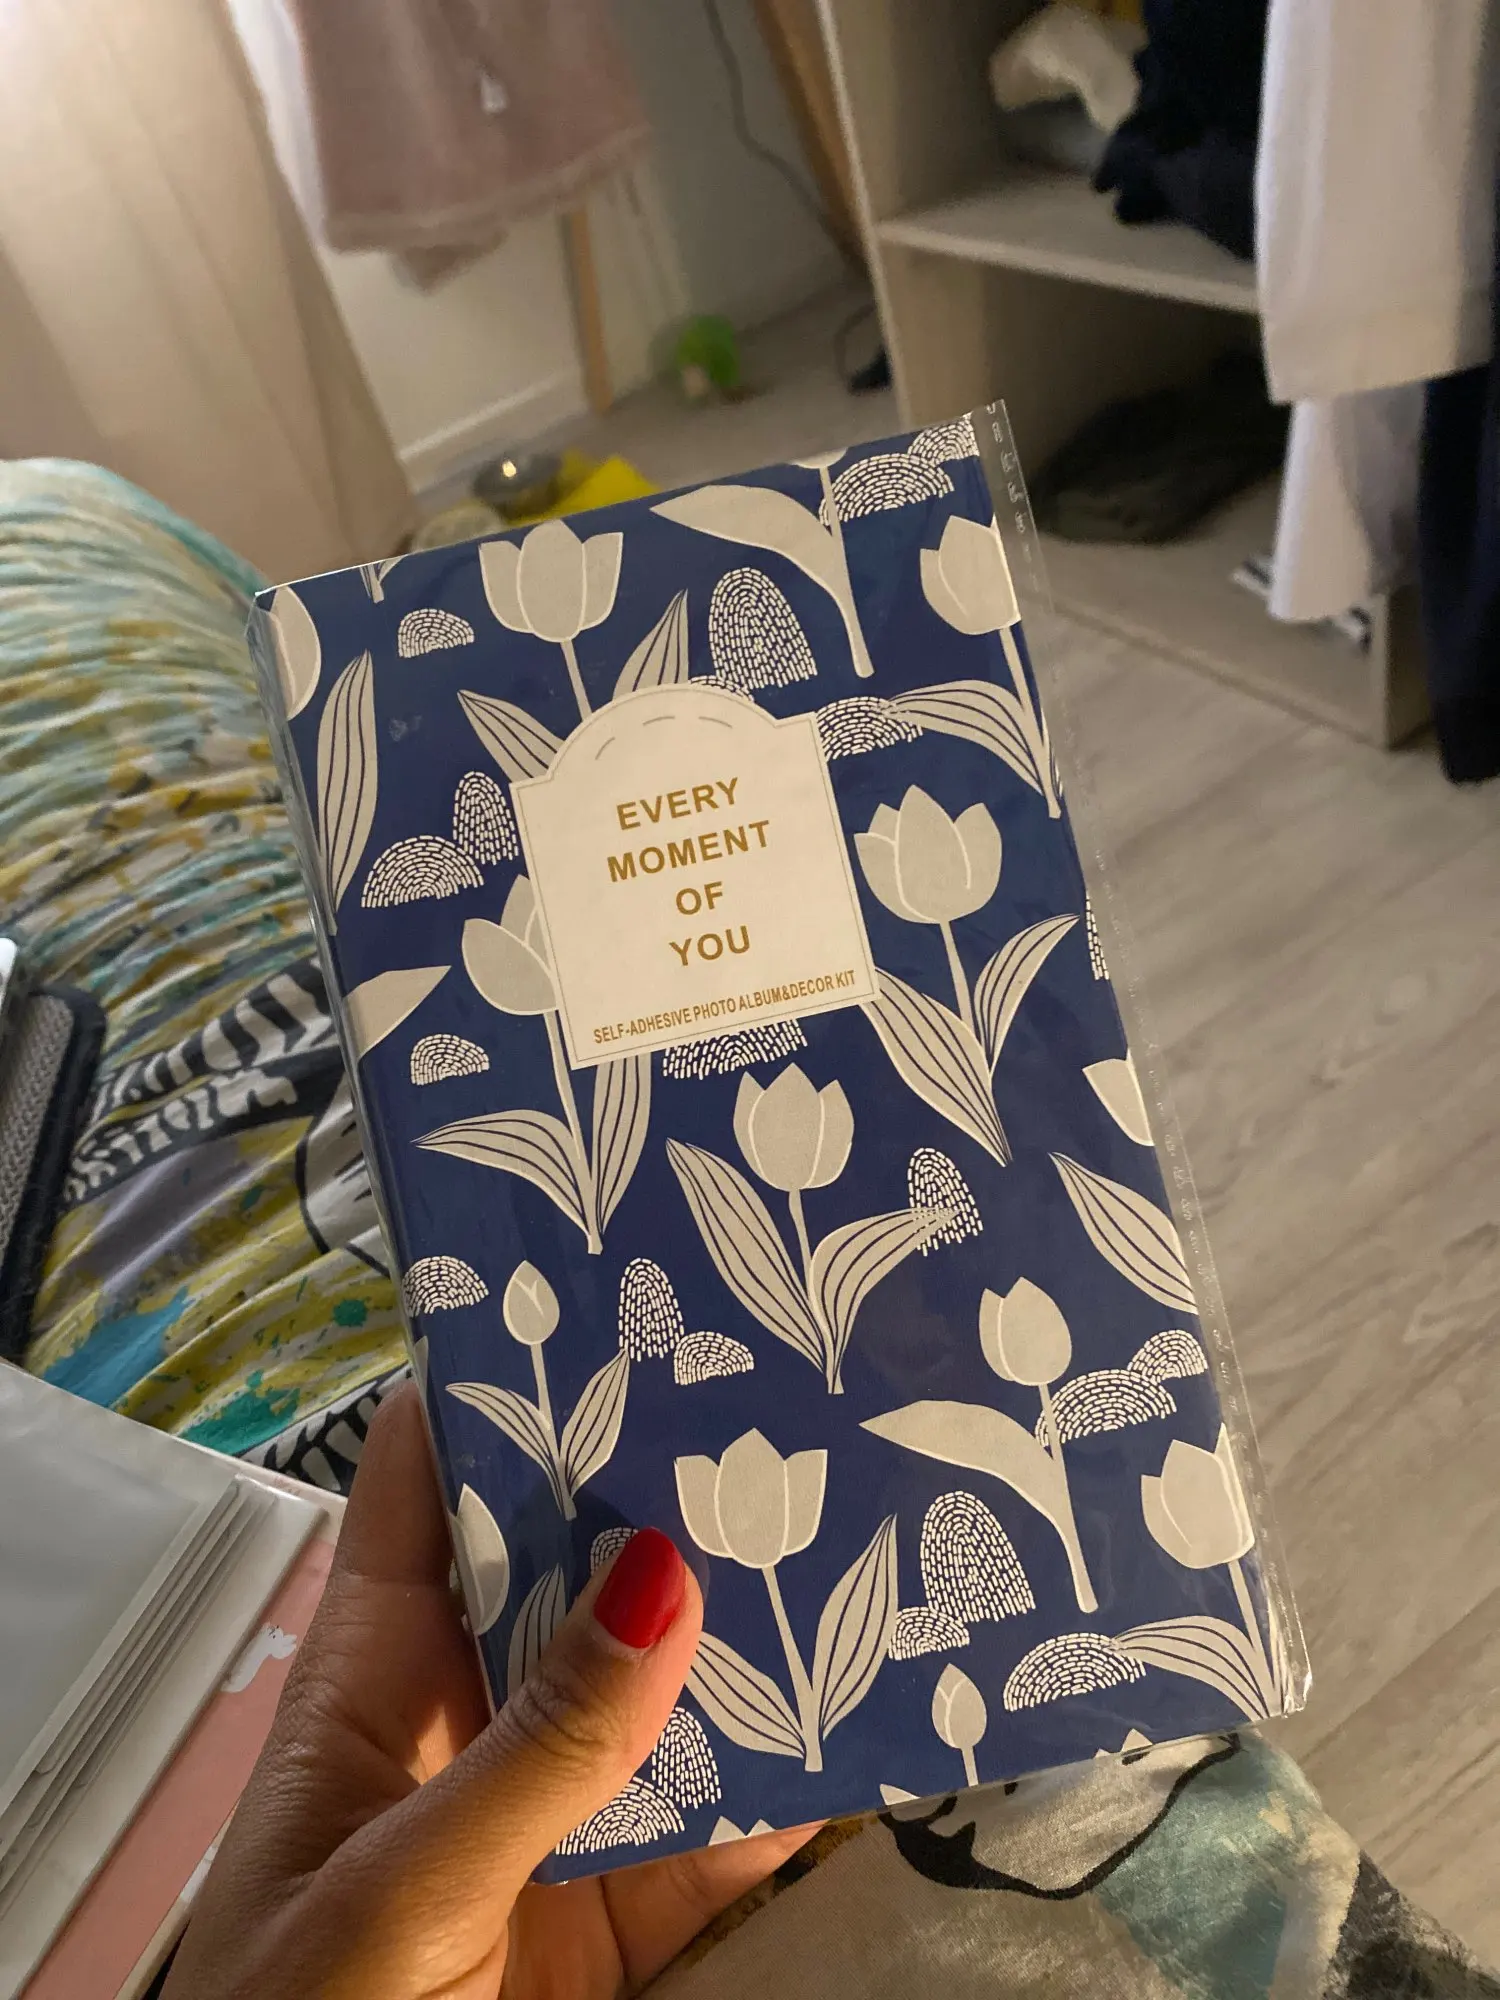 EVERY
MOMENT
OF
YOU
SELF-ADHESIVE PHOTO ALBUM&DECOR KIT